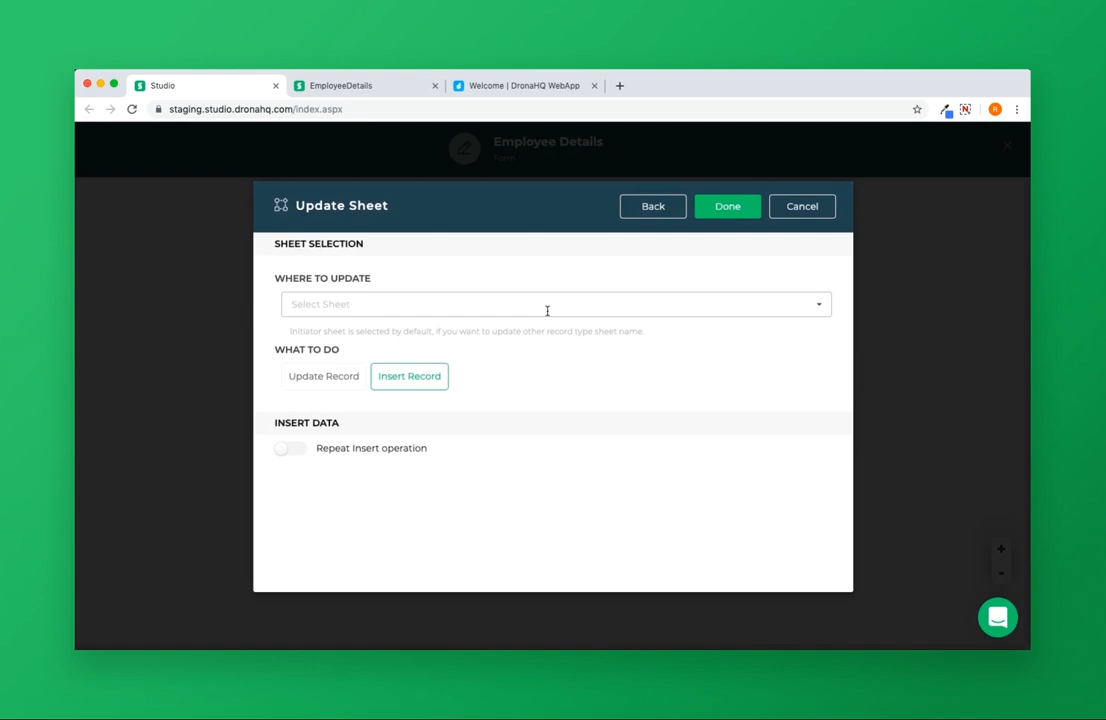 Studio
EmployeeDetails
Welcome | DronaHQ WebApp
staging.studio.dronahq.com/index.aspx
N
R
Employee Details
Form
Update Sheet
Back
Done
Cancel
SHEET SELECTION
WHERE TO UPDATE
Select Sheet
Initiator sheet is selected by default, if you want to update other record type sheet name.
WHAT TO DO
Update Record
Insert Record
INSERT DATA
Repeat Insert operation